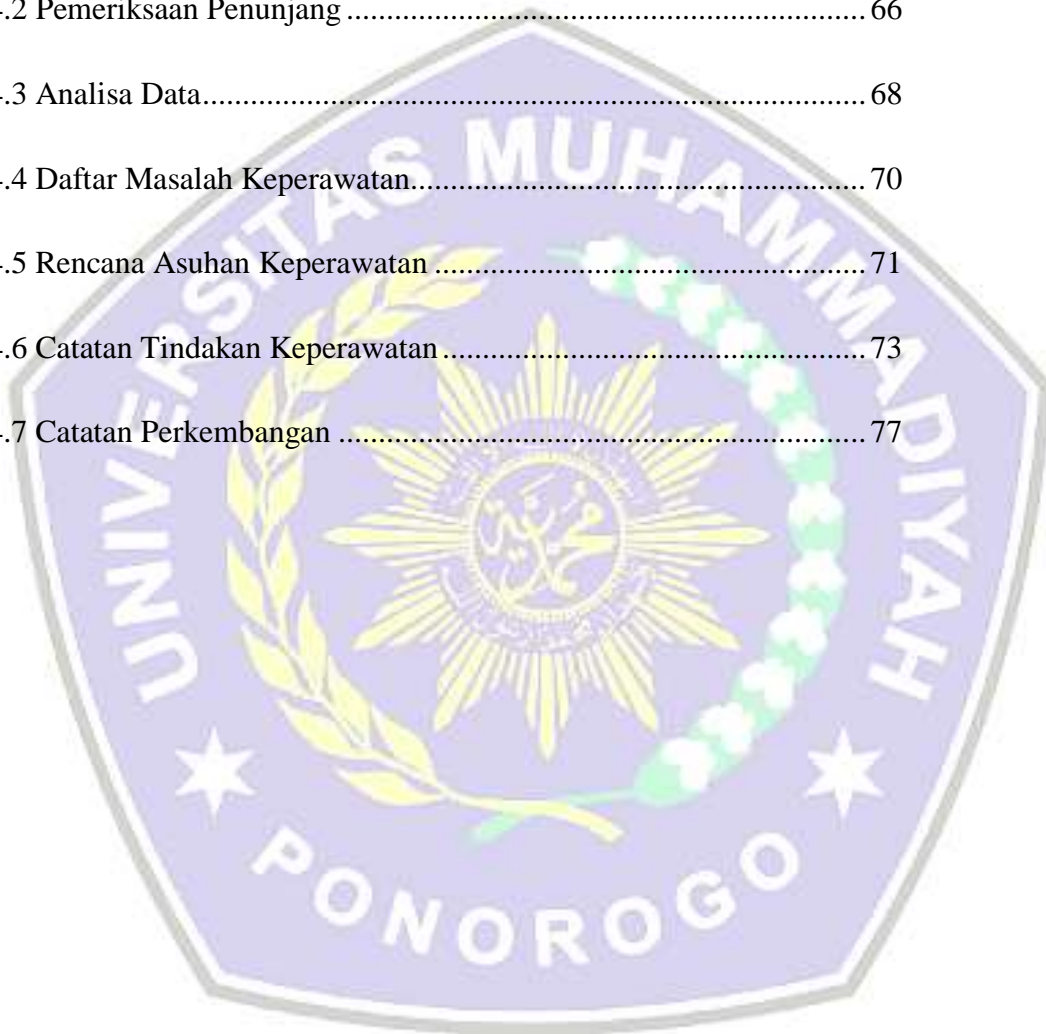 .2 Pemeriksaan Penunjang ........................................................................ 66
.3 Analisa Data ........................................................................ 68
.4 Daftar Masalah Keperawatan ........................................................................ 70
.5 Rencana Asuhan Keperawatan ........................................................................ 71
.6 Catatan Tindakan Keperawatan ........................................................................ 73
.7 Catatan Perkembangan ........................................................................ 77
UNIVERSITAS MUHAMMADIYAH
PONOROGO